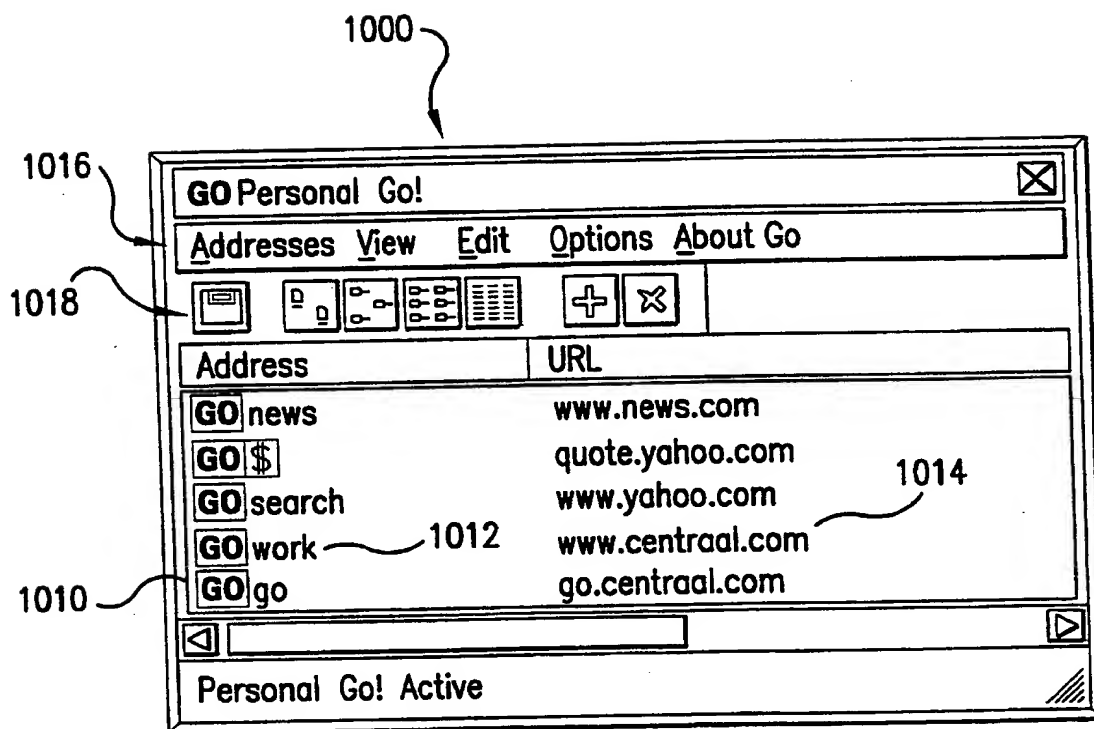 1000
1016
GO Personal Go!
Addresses View Edit Options About Go
1018
Address URL
GO news www.news.com
GO $ quote.yahoo.com
1014
GO search www.yahoo.com
GO work 1012 www.centraal.com
1010
GO go go.centraal.com
Personal Go! Active